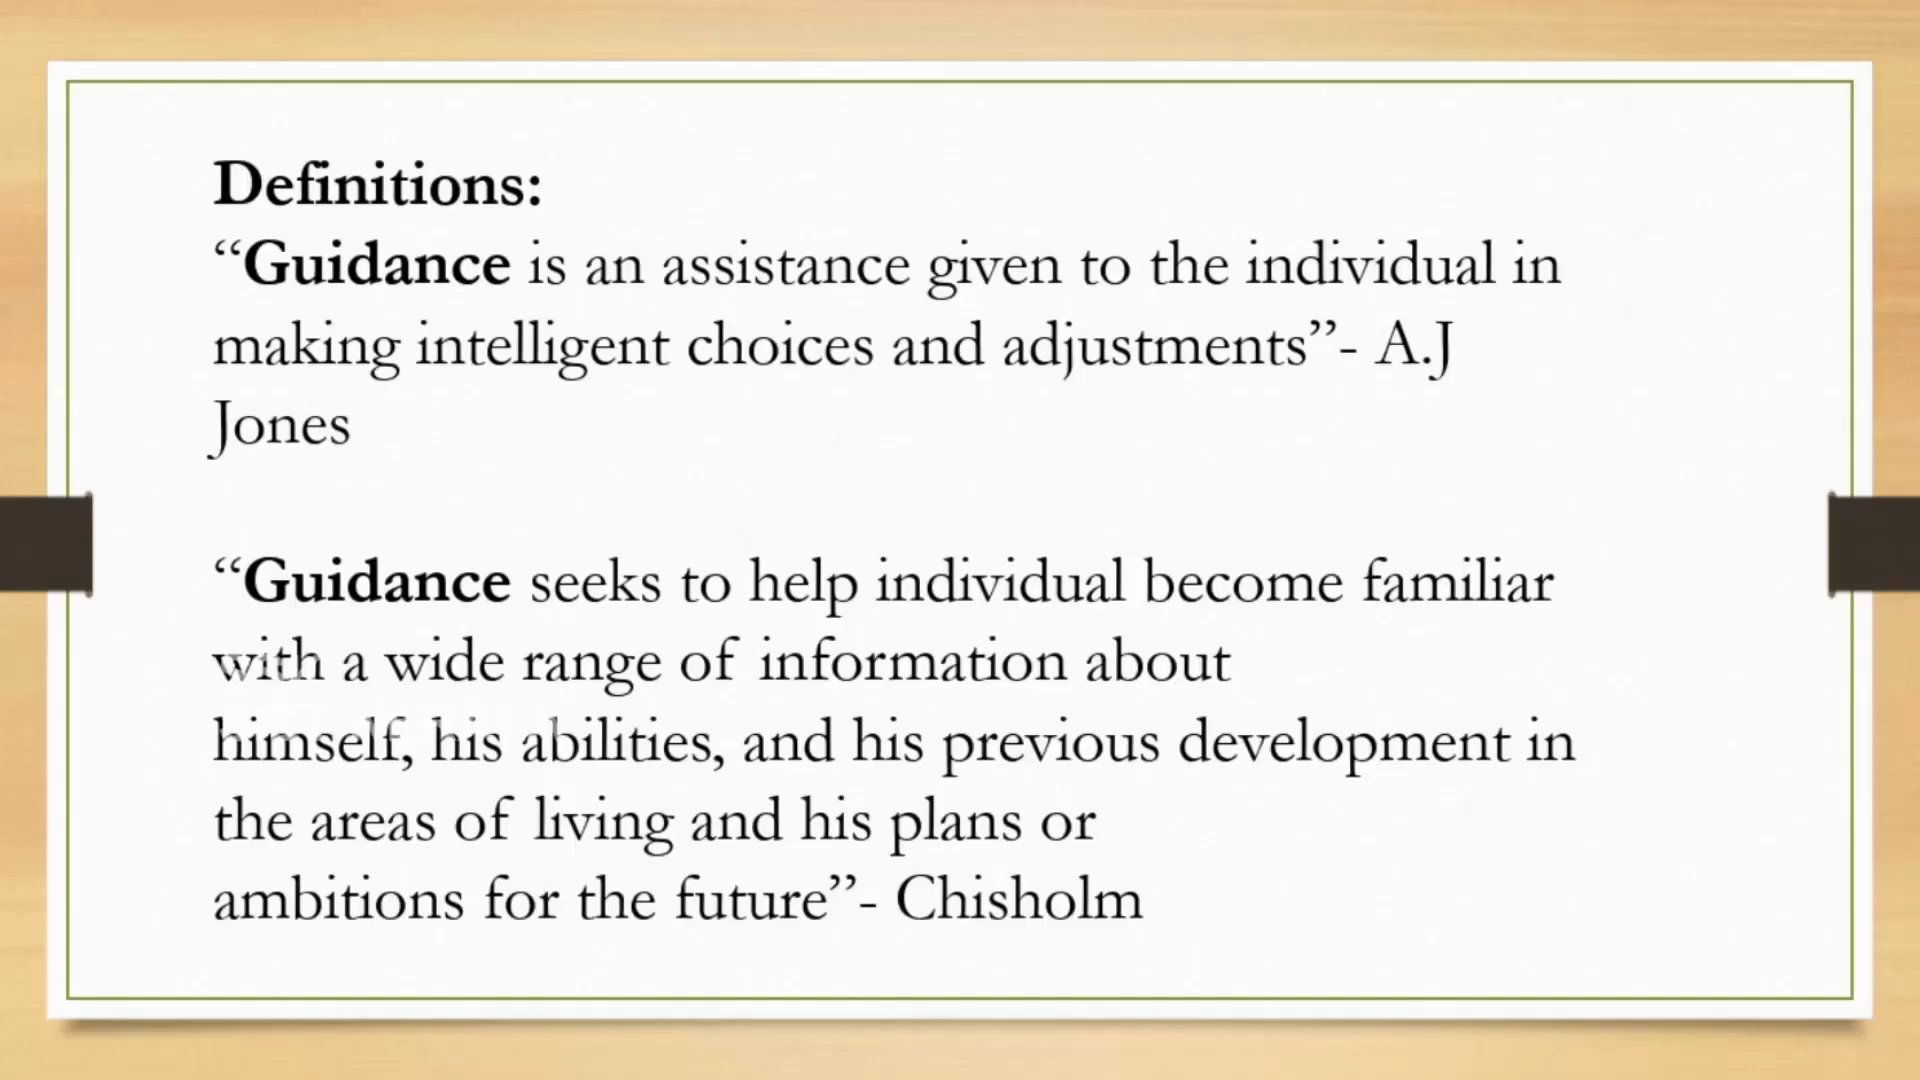 Definitions:
“Guidance is an assistance given to the individual in
making intelligent choices and adjustments”- A.J
Jones
“Guidance seeks to help individual become familiar
with a wide range of information about
himself, his abilities, and his previous development in
the areas of living and his plans or
ambitions for the future”- Chisholm